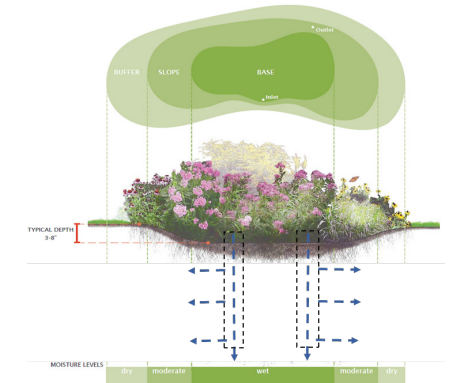 Outlet
BUFFER
SLOPE
BASE
Inlet
TYPICAL DEPTH
3-8"
MOISTURE LEVELS
dry
moderate
wet
moderate
dry